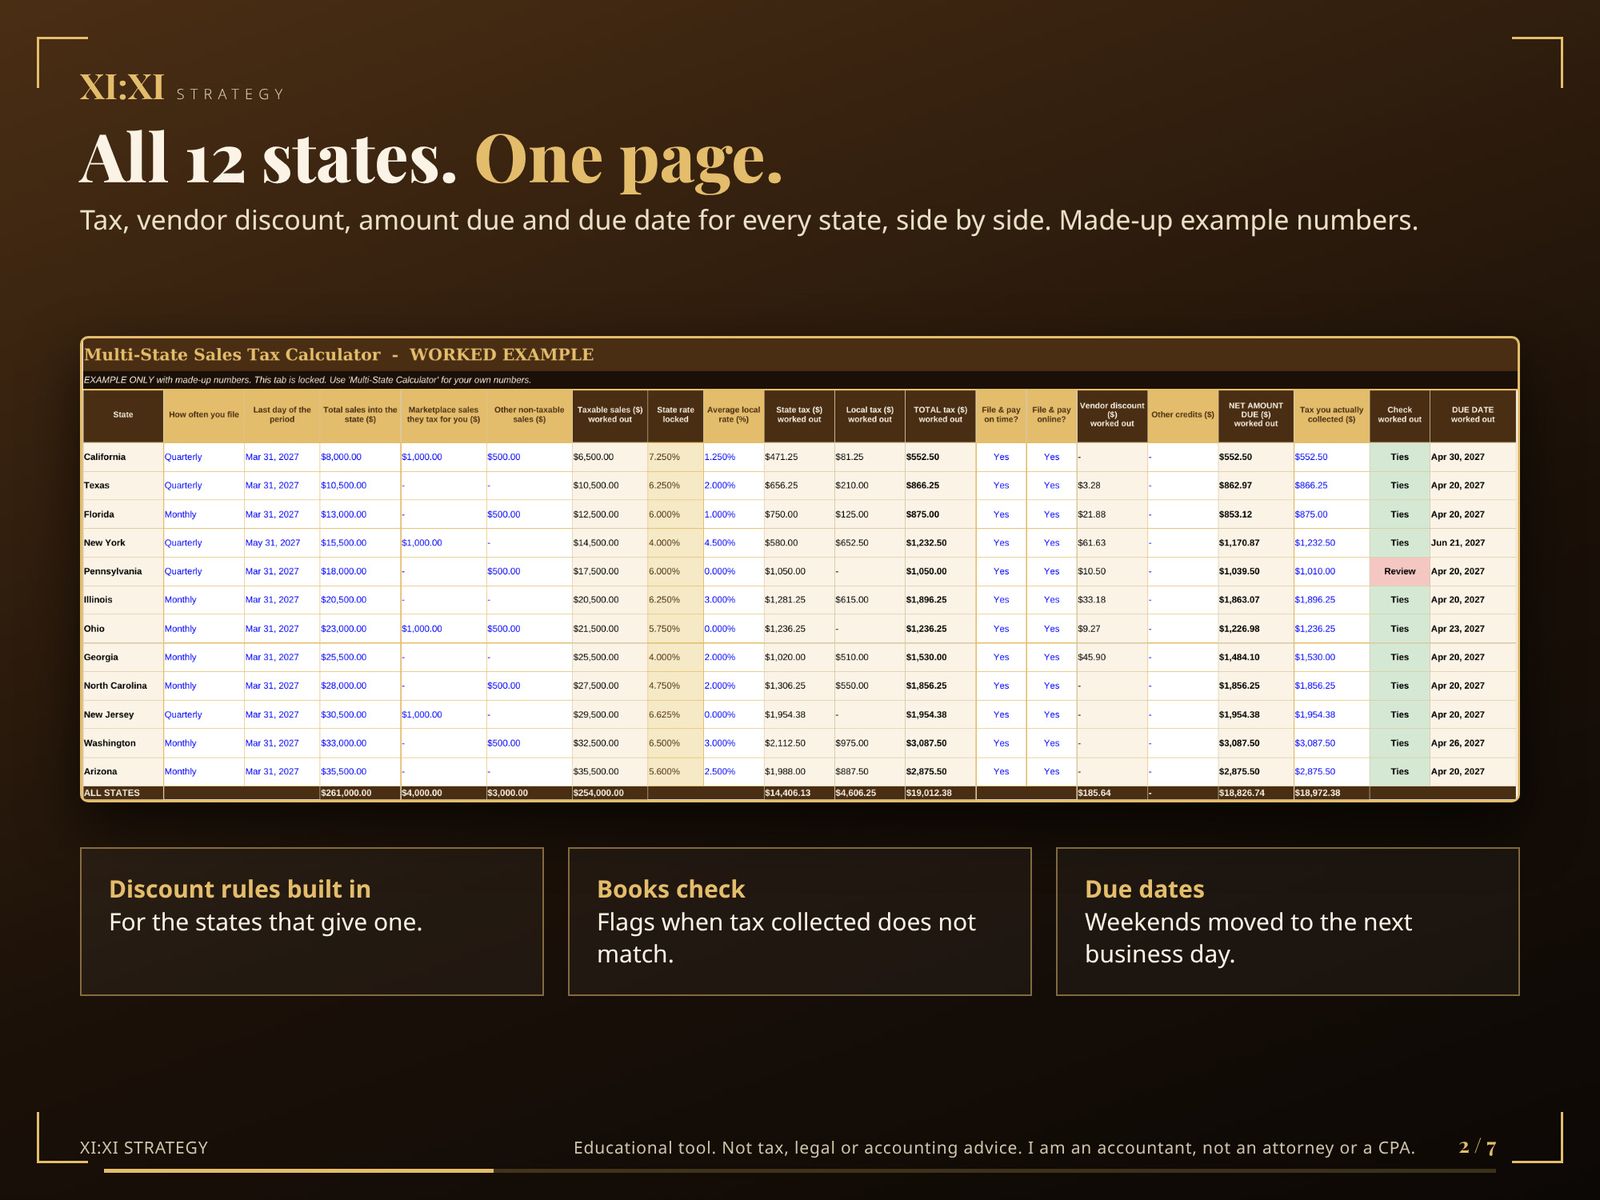 XI:XI STRATEGY
All 12 states. One page.
Tax, vendor discount, amount due and due date for every state, side by side. Made-up example numbers.
Multi-State Sales Tax Calculator - WORKED EXAMPLE
EXAMPLE ONLY with made-up numbers. This tab is locked. Use 'Multi-State Calculator' for your own numbers.
State How often you file Last day of the period Total sales into the state ($) Marketplace sales they tax for you ($) Other non-taxable sales ($) Taxable sales ($) worked out State rate locked Average local rate (%) State tax ($) worked out Local tax ($) worked out TOTAL tax ($) worked out File & pay on time? File & pay online? Vendor discount ($) worked out Other credits ($) NET AMOUNT DUE ($) worked out Tax you actually collected ($) Check worked out DUE DATE worked out
California Quarterly Mar 31, 2027 $8,000.00 $1,000.00 $500.00 $6,500.00 7.250% 1.250% $471.25 $81.25 $552.50 Yes Yes - - $552.50 $552.50 Ties Apr 30, 2027
Texas Quarterly Mar 31, 2027 $10,500.00 - - $10,500.00 6.250% 2.000% $656.25 $210.00 $866.25 Yes Yes $3.28 - $862.97 $866.25 Ties Apr 20, 2027
Florida Monthly Mar 31, 2027 $13,000.00 - $500.00 $12,500.00 6.000% 1.000% $750.00 $125.00 $875.00 Yes Yes $21.88 - $853.12 $875.00 Ties Apr 20, 2027
New York Quarterly May 31, 2027 $15,500.00 $1,000.00 - $14,500.00 4.000% 4.500% $580.00 $652.50 $1,232.50 Yes Yes $61.63 - $1,170.87 $1,232.50 Ties Jun 21, 2027
Pennsylvania Quarterly Mar 31, 2027 $18,000.00 - $500.00 $17,500.00 6.000% 0.000% $1,050.00 - $1,050.00 Yes Yes $10.50 - $1,039.50 $1,010.00 Review Apr 20, 2027
Illinois Monthly Mar 31, 2027 $20,500.00 - - $20,500.00 6.250% 3.000% $1,281.25 $615.00 $1,896.25 Yes Yes $33.18 - $1,863.07 $1,896.25 Ties Apr 20, 2027
Ohio Monthly Mar 31, 2027 $23,000.00 $1,000.00 $500.00 $21,500.00 5.750% 0.000% $1,236.25 - $1,236.25 Yes Yes $9.27 - $1,226.98 $1,236.25 Ties Apr 23, 2027
Georgia Monthly Mar 31, 2027 $25,500.00 - - $25,500.00 4.000% 2.000% $1,020.00 $510.00 $1,530.00 Yes Yes $45.90 - $1,484.10 $1,530.00 Ties Apr 20, 2027
North Carolina Monthly Mar 31, 2027 $28,000.00 - $500.00 $27,500.00 4.750% 2.000% $1,306.25 $550.00 $1,856.25 Yes Yes - - $1,856.25 $1,856.25 Ties Apr 20, 2027
New Jersey Quarterly Mar 31, 2027 $30,500.00 $1,000.00 - $29,500.00 6.625% 0.000% $1,954.38 - $1,954.38 Yes Yes - - $1,954.38 $1,954.38 Ties Apr 20, 2027
Washington Monthly Mar 31, 2027 $33,000.00 - $500.00 $32,500.00 6.500% 3.000% $2,112.50 $975.00 $3,087.50 Yes Yes - - $3,087.50 $3,087.50 Ties Apr 26, 2027
Arizona Monthly Mar 31, 2027 $35,500.00 - - $35,500.00 5.600% 2.500% $1,988.00 $887.50 $2,875.50 Yes Yes - - $2,875.50 $2,875.50 Ties Apr 20, 2027
ALL STATES $261,000.00 $4,000.00 $3,000.00 $254,000.00 $14,406.13 $4,606.25 $19,012.38 $185.64 - $18,826.74 $18,972.38
Discount rules built in
For the states that give one.
Books check
Flags when tax collected does not
match.
Due dates
Weekends moved to the next
business day.
XI:XI STRATEGY
Educational tool. Not tax, legal or accounting advice. I am an accountant, not an attorney or a CPA.
2 / 7